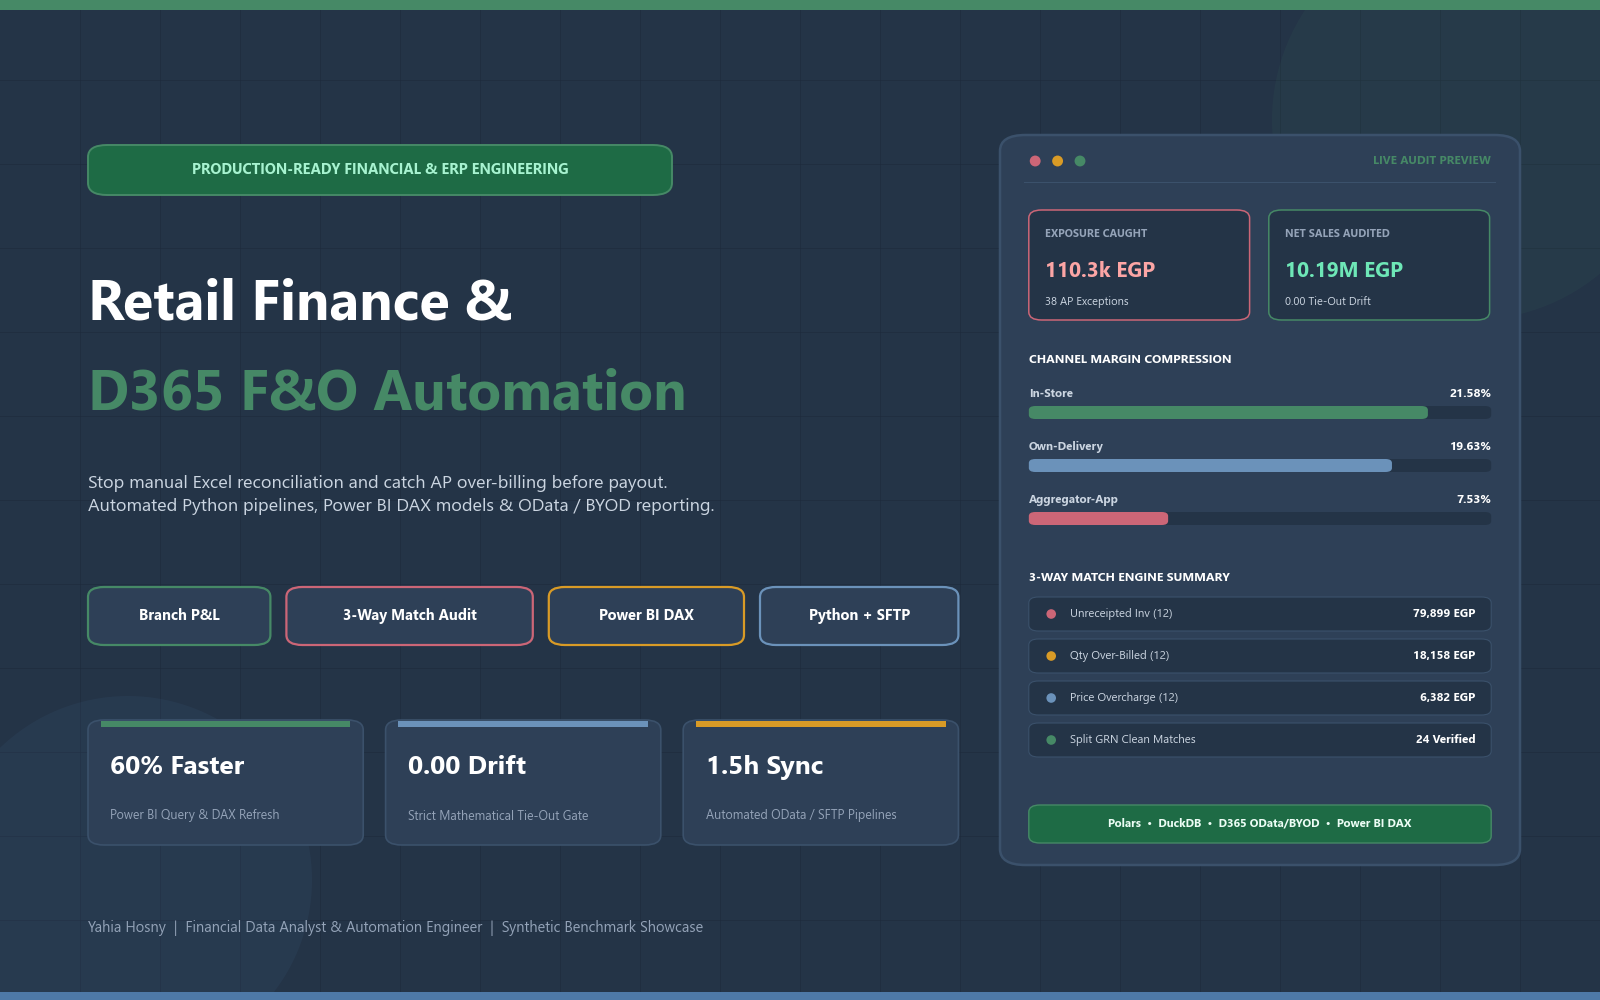 PRODUCTION-READY FINANCIAL & ERP ENGINEERING
Retail Finance &
D365 F&O Automation
Stop manual Excel reconciliation and catch AP over-billing before payout.
Automated Python pipelines, Power BI DAX models & OData / BYOD reporting.
Branch P&L
3-Way Match Audit
Power BI DAX
Python + SFTP
60% Faster
Power BI Query & DAX Refresh
0.00 Drift
Strict Mathematical Tie-Out Gate
1.5h Sync
Automated OData / SFTP Pipelines
Yahia Hosny | Financial Data Analyst & Automation Engineer | Synthetic Benchmark Showcase
LIVE AUDIT PREVIEW
EXPOSURE CAUGHT
110.3k EGP
38 AP Exceptions
NET SALES AUDITED
10.19M EGP
0.00 Tie-Out Drift
CHANNEL MARGIN COMPRESSION
In-Store 21.58%
Own-Delivery 19.63%
Aggregator-App 7.53%
3-WAY MATCH ENGINE SUMMARY
Unreceipted Inv (12) 79,899 EGP
Qty Over-Billed (12) 18,158 EGP
Price Overcharge (12) 6,382 EGP
Split GRN Clean Matches 24 Verified
Polars • DuckDB • D365 OData/BYOD • Power BI DAX